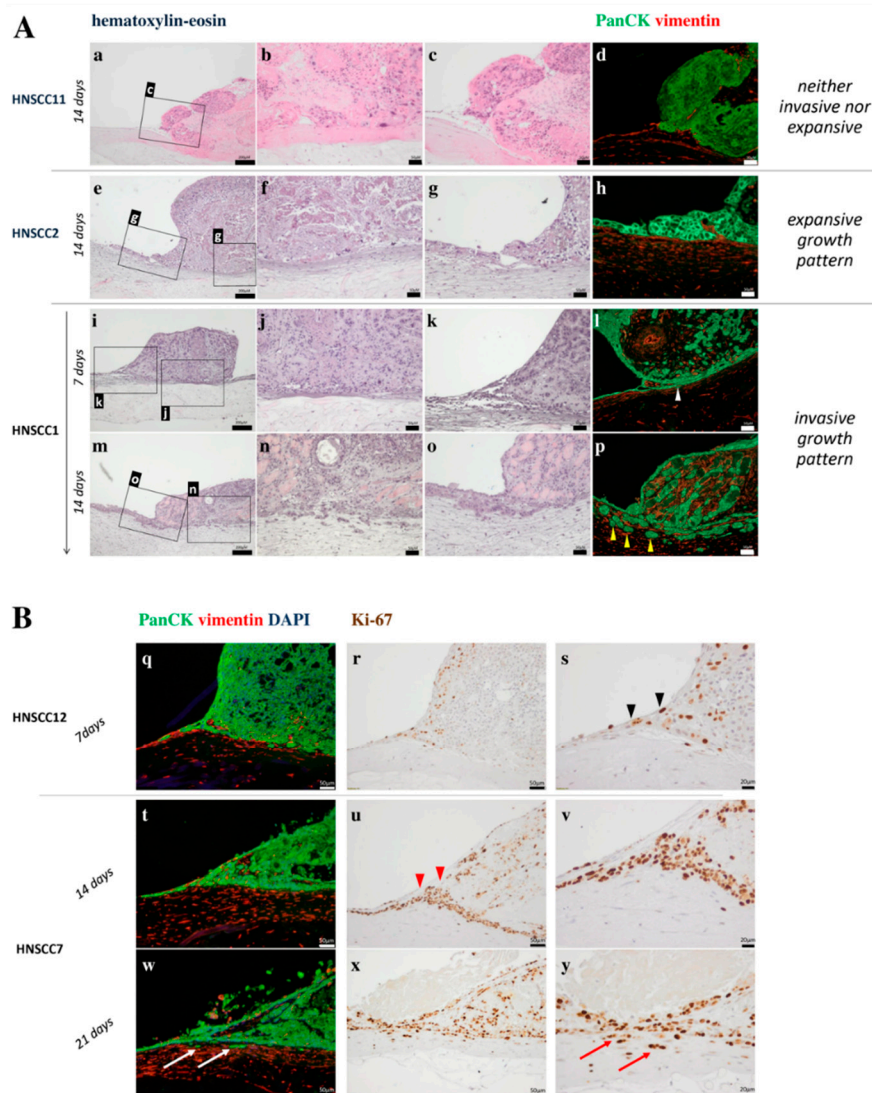 A
hematoxylin-eosin
PanCK vimentin
HNSCC11
14 days
a
c
b
c
d
neither
invasive nor
expansive
HNSCC2
14 days
e
g
g
f
g
h
expansive
growth
pattern
HNSCC1
7 days
i
k
j
j
k
l
14 days
m
o
n
n
o
p
invasive
growth
pattern
B
PanCK vimentin DAPI
Ki-67
HNSCC12
7days
q
50µm
r
50µm
s
20µm
HNSCC7
14 days
t
50µm
u
50µm
v
20µm
21 days
w
50µm
x
50µm
y
20µm